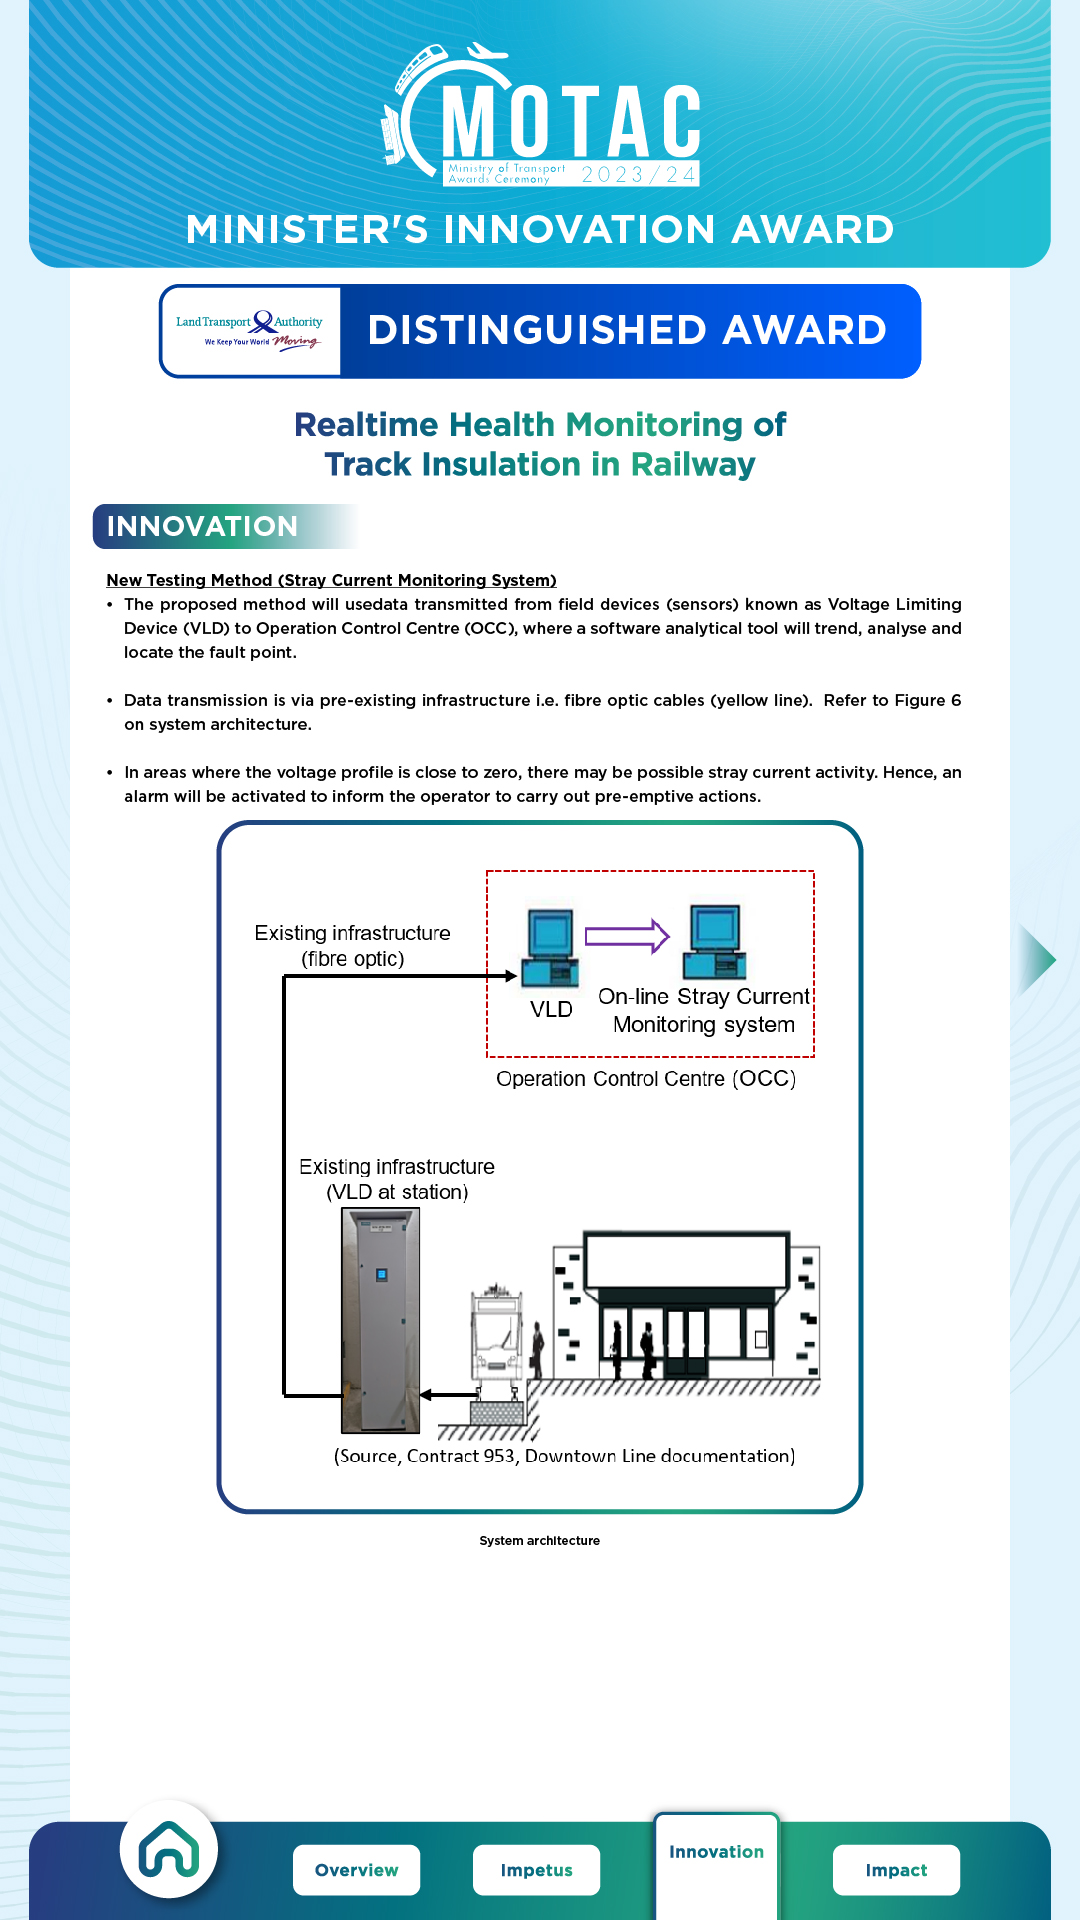 MOTAC
Ministry of Transport
Awards Ceremony 2023/24
MINISTER'S INNOVATION AWARD
Land Transport Authority
We Keep Your World Moving
DISTINGUISHED AWARD
Realtime Health Monitoring of
Track Insulation in Railway
INNOVATION
New Testing Method (Stray Current Monitoring System)
• The proposed method will usedata transmitted from field devices (sensors) known as Voltage Limiting
Device (VLD) to Operation Control Centre (OCC), where a software analytical tool will trend, analyse and
locate the fault point.
• Data transmission is via pre-existing infrastructure i.e. fibre optic cables (yellow line). Refer to Figure 6
on system architecture.
• In areas where the voltage profile is close to zero, there may be possible stray current activity. Hence, an
alarm will be activated to inform the operator to carry out pre-emptive actions.
Existing infrastructure
(fibre optic)
VLD
On-line Stray Current
Monitoring system
Operation Control Centre (OCC)
Existing infrastructure
(VLD at station)
(Source, Contract 953, Downtown Line documentation)
System architecture
Overview
Impetus
Innovation
Impact